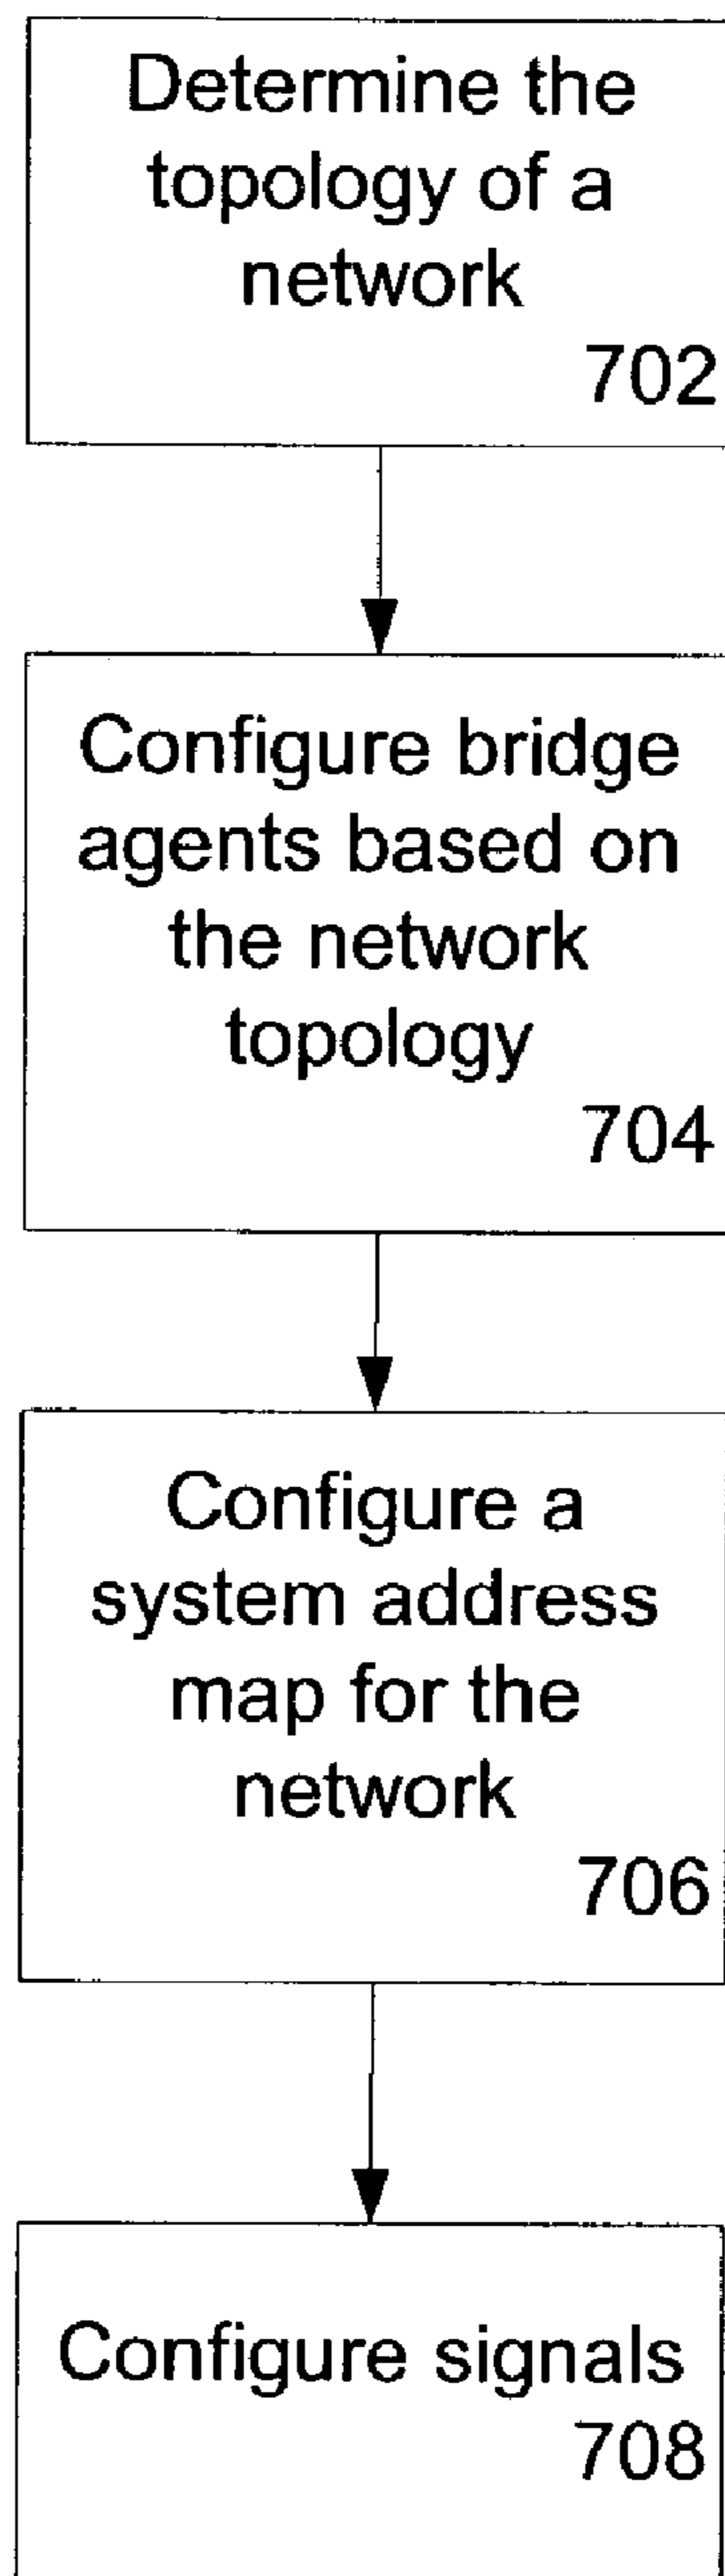 Determine the
topology of a
network
702
Configure bridge
agents based on
the network
topology
704
Configure a
system address
map for the
network
706
Configure signals
708